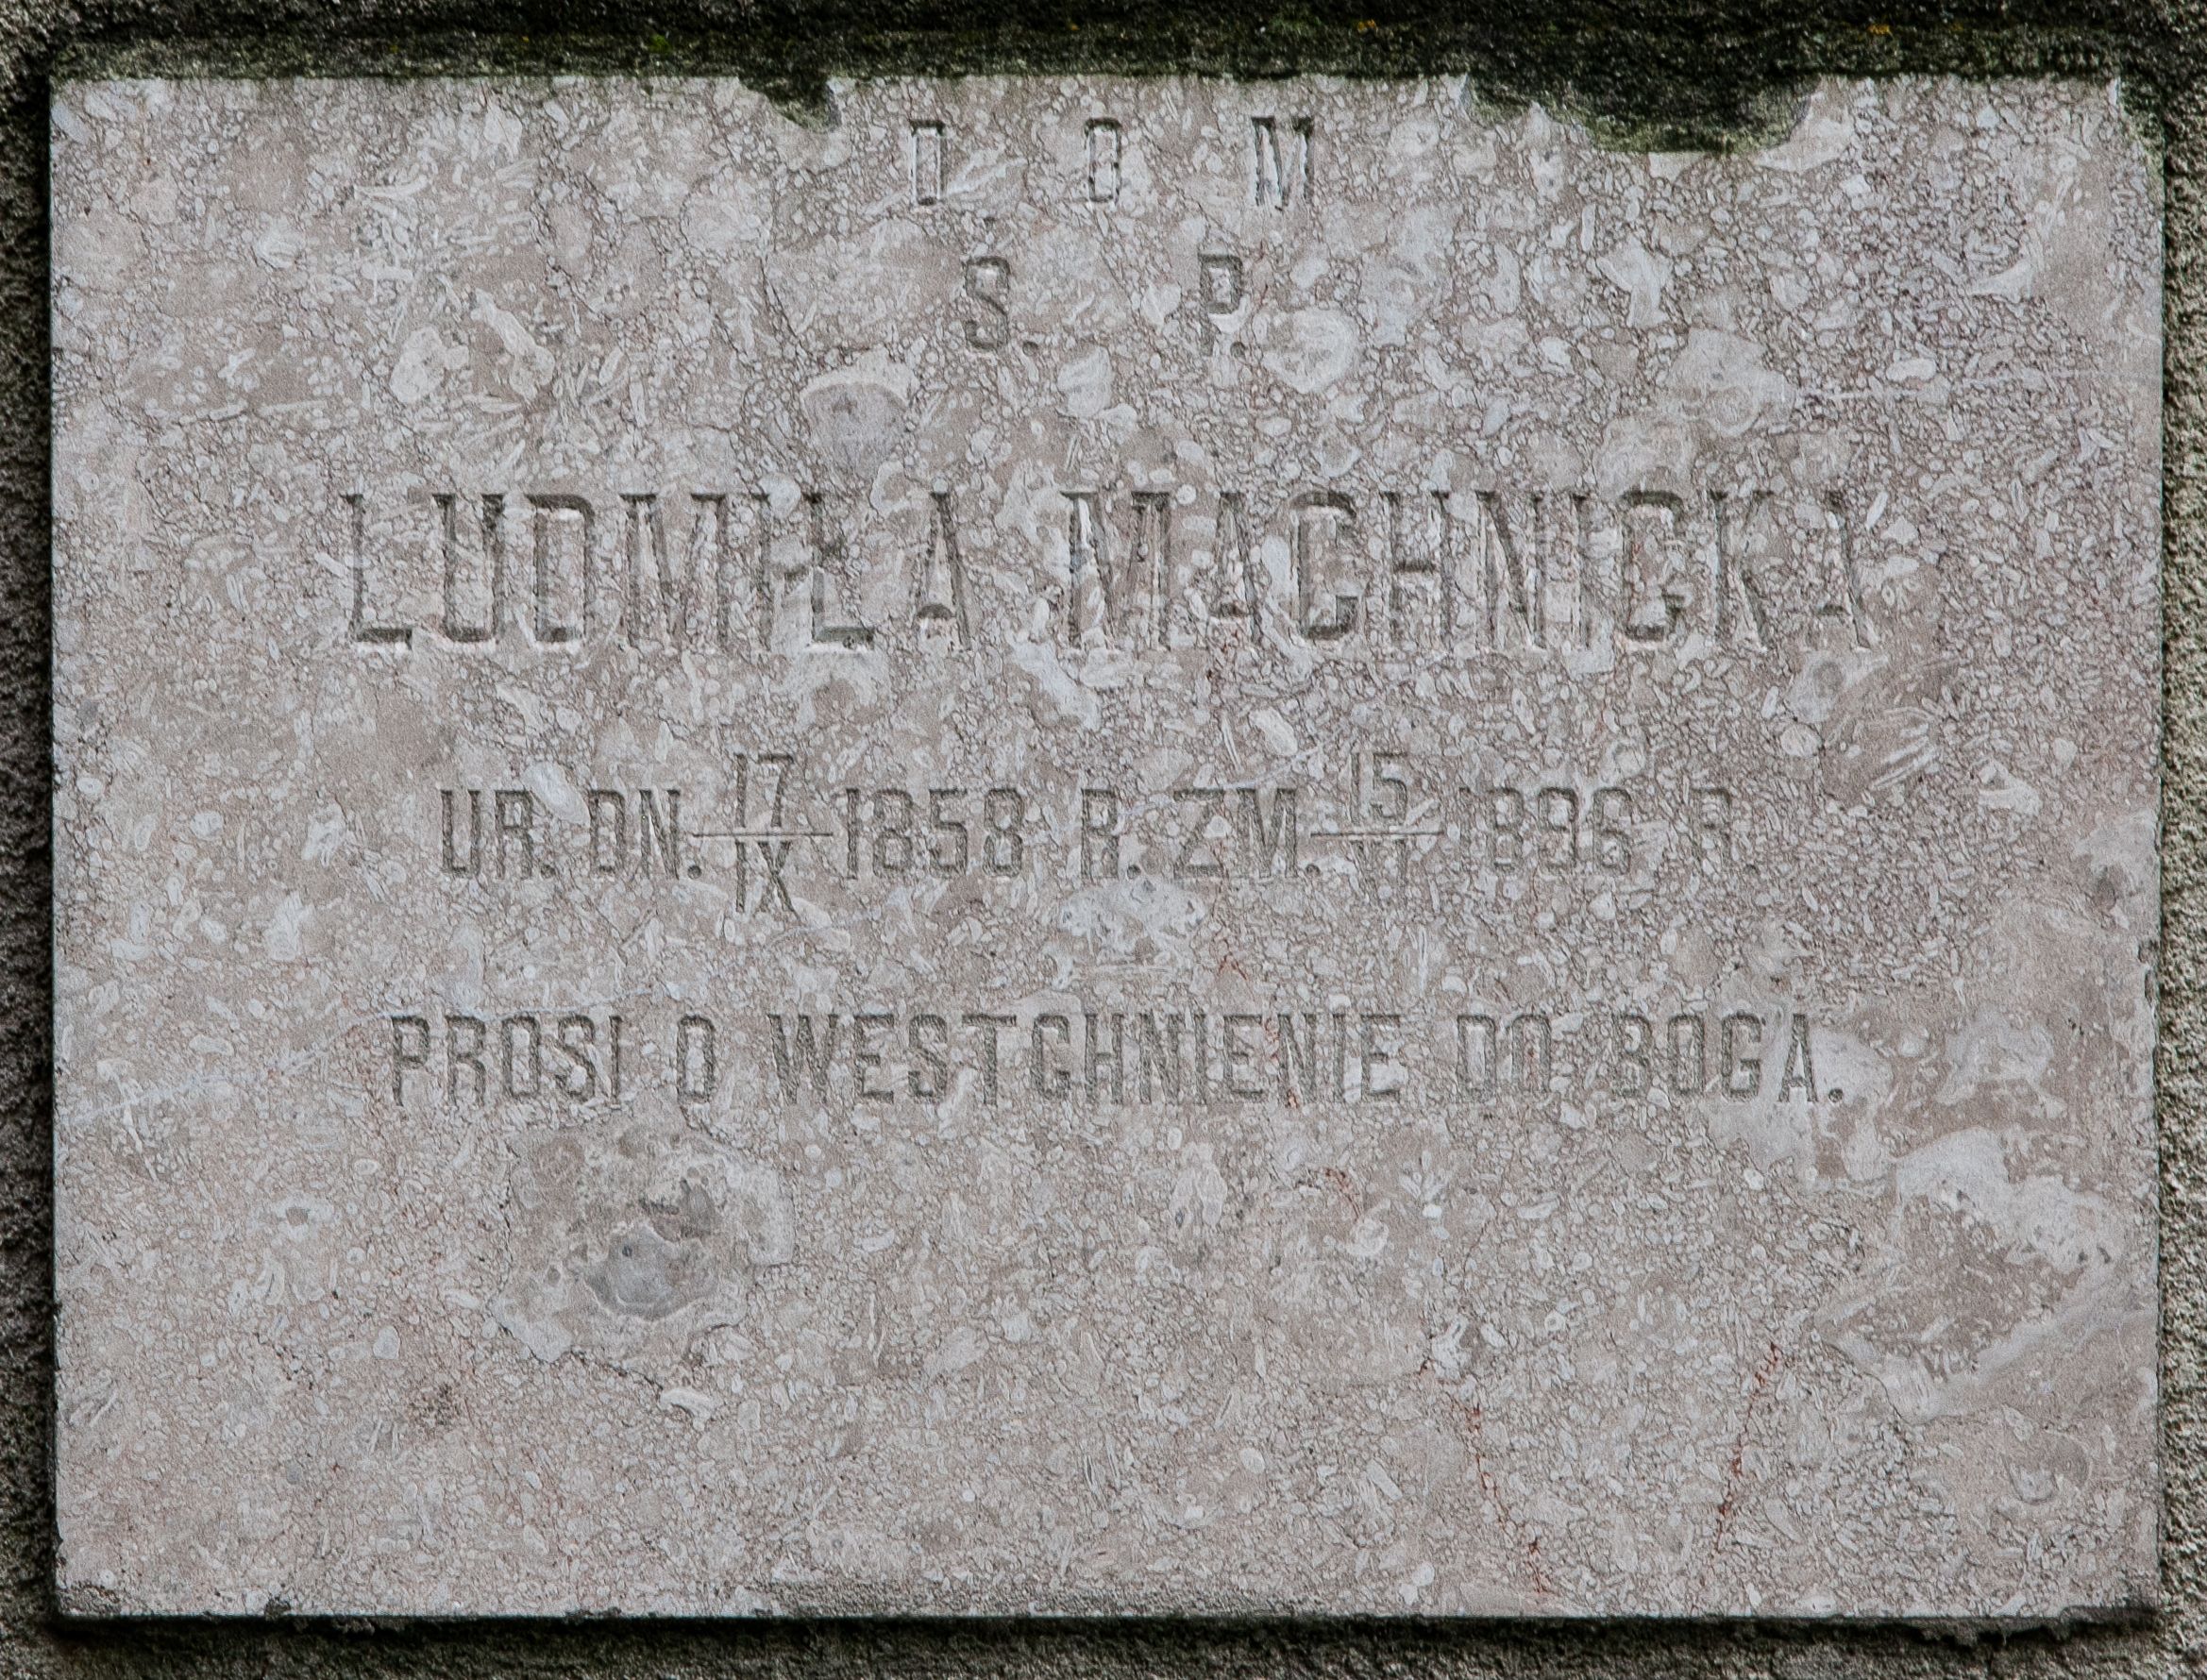 D O M
S. P.
LUDMIŁA MACHNICKA
UR. DN. 17/IX 1858 R. ZM. 15/VI 1896 R.
PROSI O WESTCHNIENIE DO BOGA.